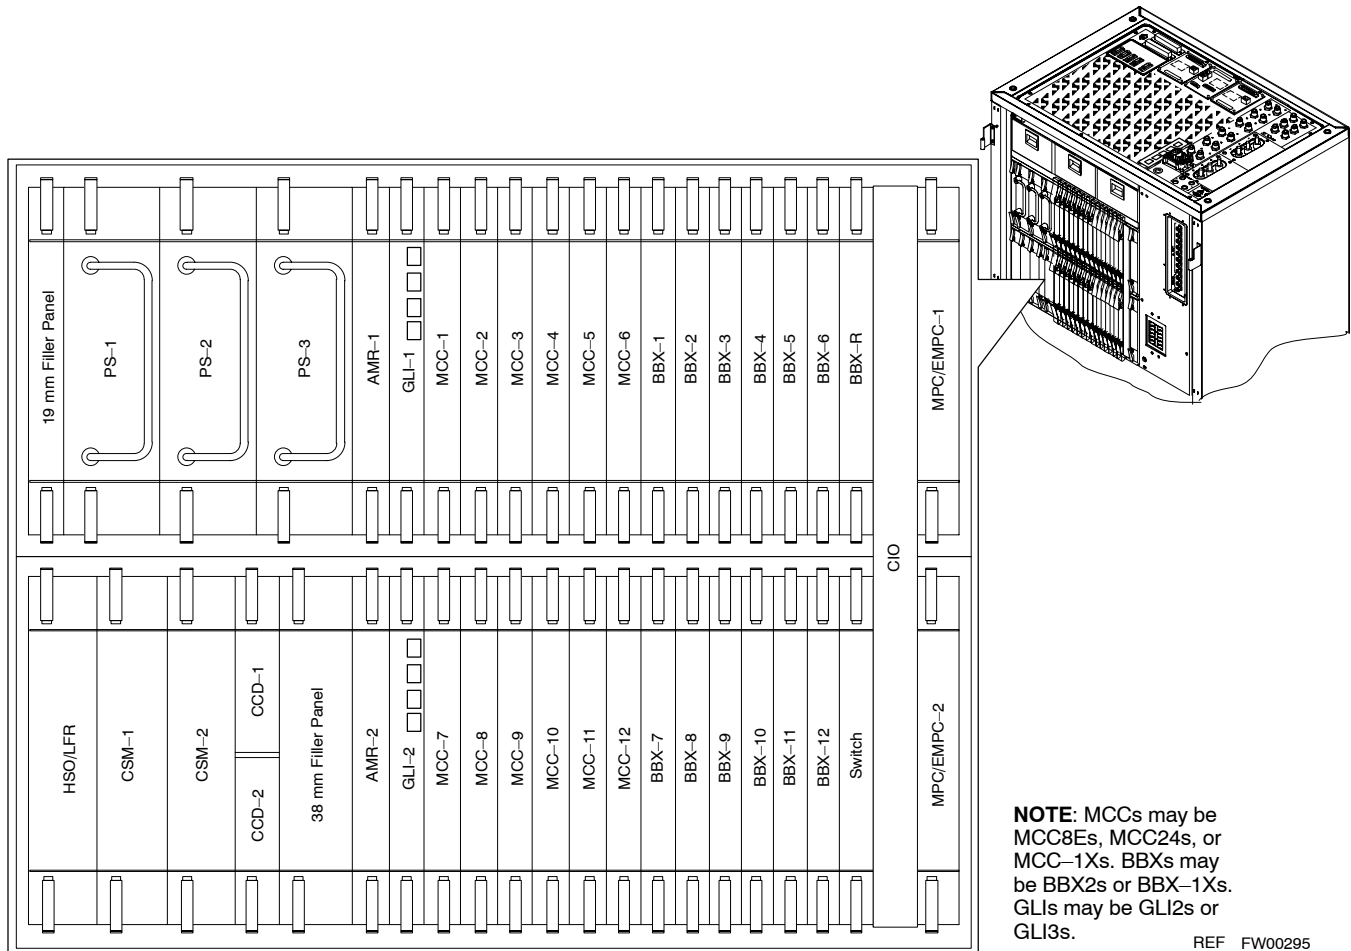 19 mm Filler Panel
PS–1
PS–2
PS–3
AMR–1
GLI–1
MCC–1
MCC–2
MCC–3
MCC–4
MCC–5
MCC–6
BBX–1
BBX–2
BBX–3
BBX–4
BBX–5
BBX–6
BBX–R
CIO
MPC/EMPC–1
HSO/LFR
CSM–1
CSM–2
CCD–1
CCD–2
38 mm Filler Panel
AMR–2
GLI–2
MCC–7
MCC–8
MCC–9
MCC–10
MCC–11
MCC–12
BBX–7
BBX–8
BBX–9
BBX–10
BBX–11
BBX–12
Switch
MPC/EMPC–2
NOTE: MCCs may be
MCC8Es, MCC24s, or
MCC–1Xs. BBXs may
be BBX2s or BBX–1Xs.
GLIs may be GLI2s or
GLI3s.
REF FW00295